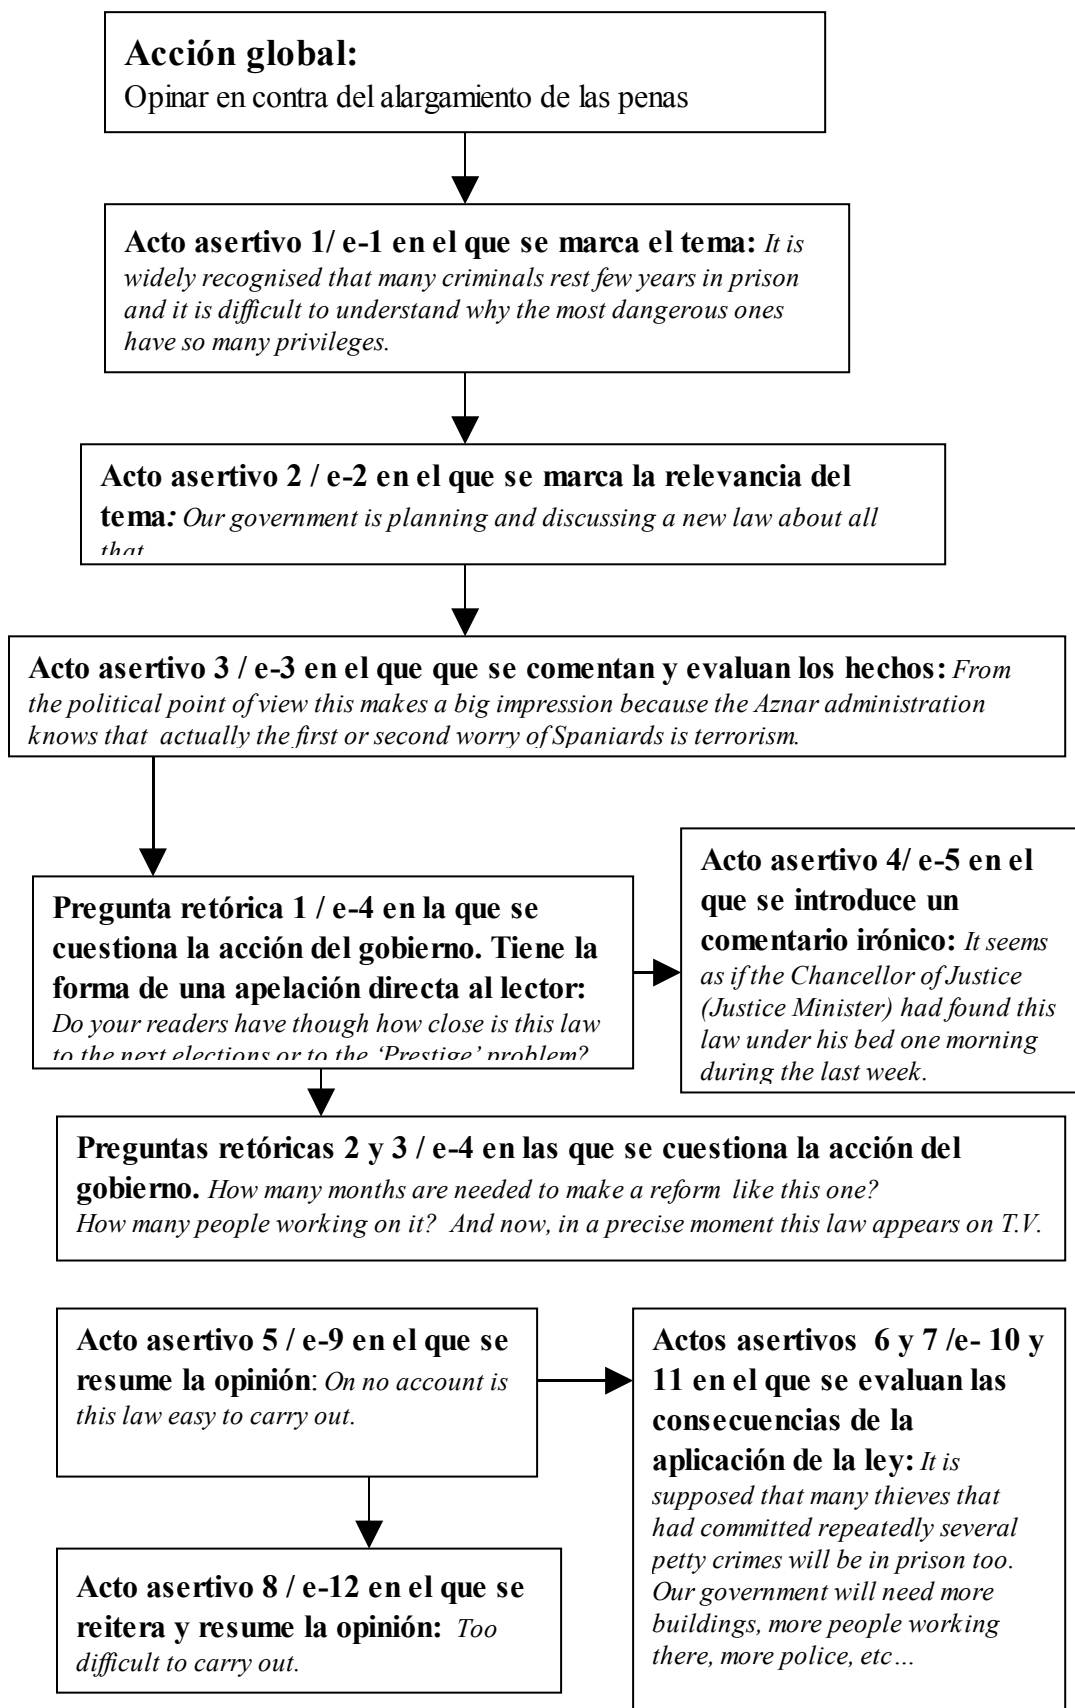 Acción global:
Opinar en contra del alargamiento de las penas
Acto asertivo 1/ e-1 en el que se marca el tema: It is
widely recognised that many criminals rest few years in prison
and it is difficult to understand why the most dangerous ones
have so many privileges.
Acto asertivo 2 / e-2 en el que se marca la relevancia del
tema: Our government is planning and discussing a new law about all
that
Acto asertivo 3 / e-3 en el que que se comentan y evaluan los hechos: From
the political point of view this makes a big impression because the Aznar administration
knows that actually the first or second worry of Spaniards is terrorism.
Pregunta retórica 1 / e-4 en la que se
cuestiona la acción del gobierno. Tiene la
forma de una apelación directa al lector:
Do your readers have though how close is this law
to the next elections or to the ‘Prestige’ problem?
Acto asertivo 4/ e-5 en el
que se introduce un
comentario irónico: It seems
as if the Chancellor of Justice
(Justice Minister) had found this
law under his bed one morning
during the last week.
Preguntas retóricas 2 y 3 / e-4 en las que se cuestiona la acción del
gobierno. How many months are needed to make a reform like this one?
How many people working on it? And now, in a precise moment this law appears on T.V.
Acto asertivo 5 / e-9 en el que se
resume la opinión: On no account is
this law easy to carry out.
Actos asertivos 6 y 7 /e- 10 y
11 en el que se evaluan las
consecuencias de la
aplicación de la ley: It is
supposed that many thieves that
had committed repeatedly several
petty crimes will be in prison too.
Our government will need more
buildings, more people working
there, more police, etc…
Acto asertivo 8 / e-12 en el que se
reitera y resume la opinión: Too
difficult to carry out.